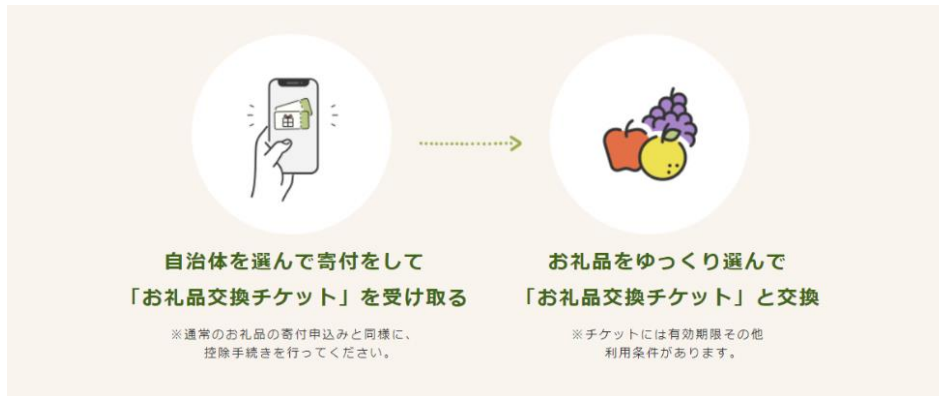 自治体を選んで寄付をして
「お礼品交換チケット」を受け取る
※通常のお礼品の寄付申込みと同様に、
控除手続きを行ってください。
お礼品をゆっくり選んで
「お礼品交換チケット」と交換
※チケットには有効期限その他
利用条件があります。